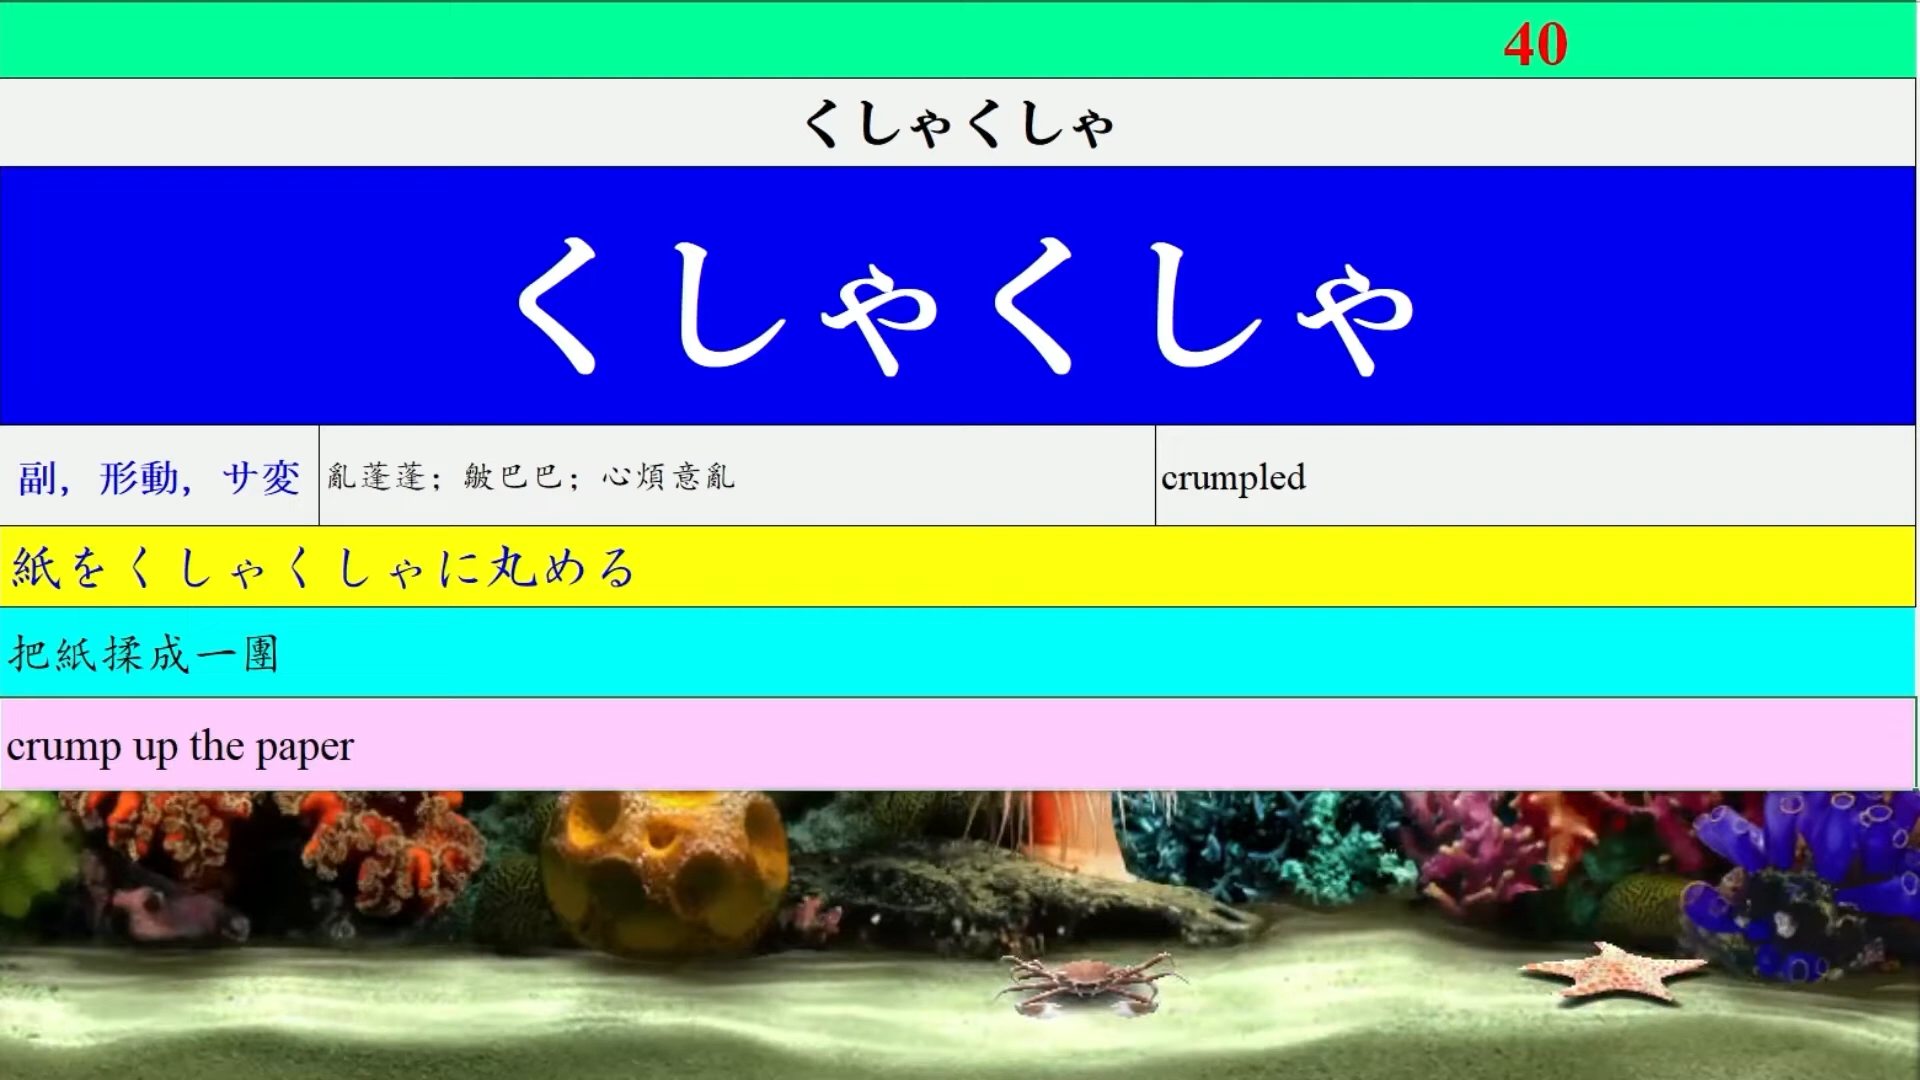 40
くしゃくしゃ
くしゃくしゃ
副，形動，サ変
亂蓬蓬；皺巴巴；心煩意亂
crumpled
紙をくしゃくしゃに丸める
把紙揉成一團
crump up the paper